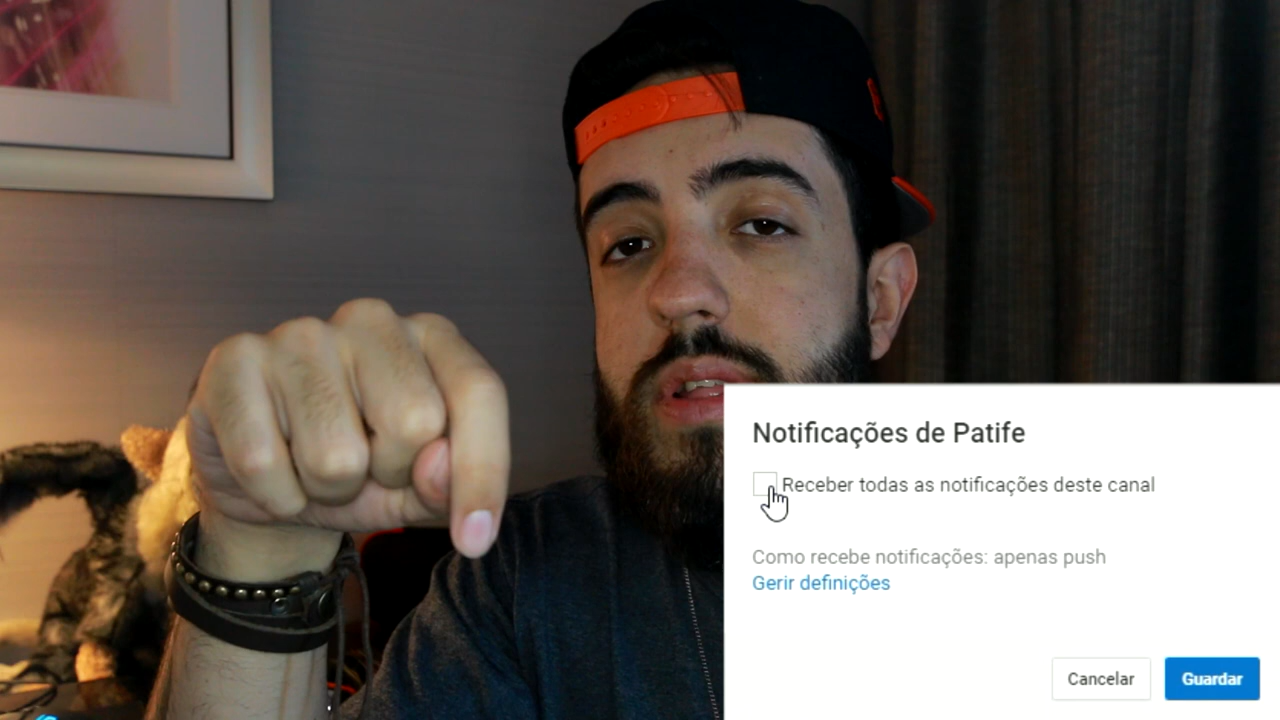 Notificações de Patife
Receber todas as notificações deste canal
Como recebe notificações: apenas push
Gerir definições
Cancelar
Guardar